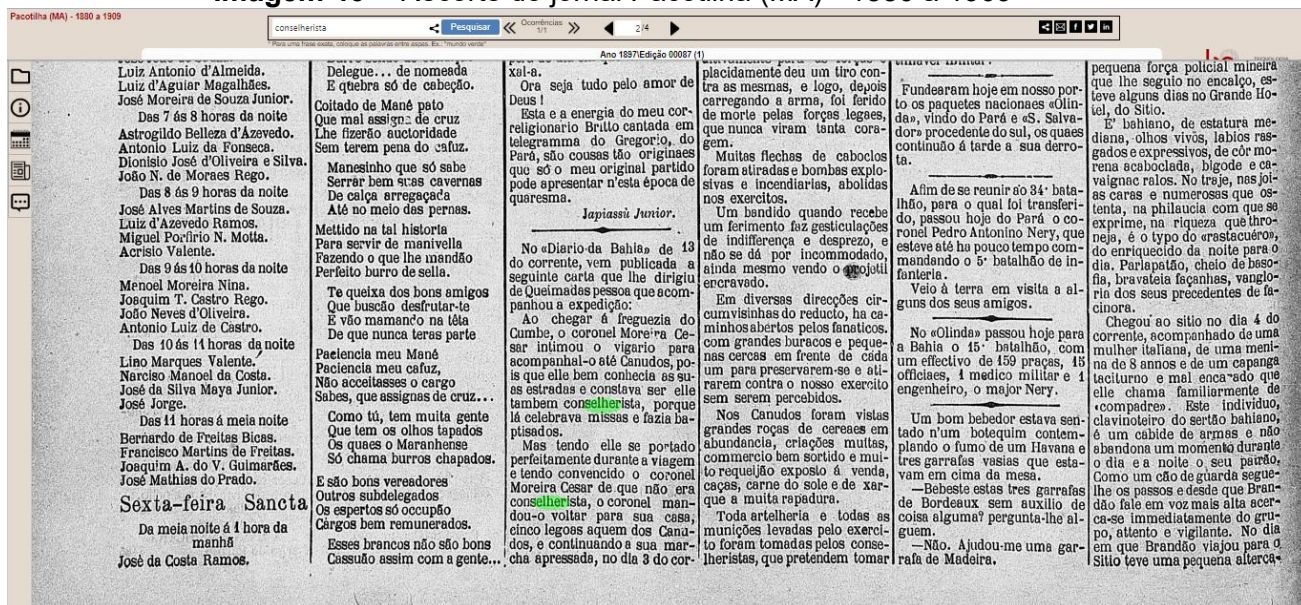 Pacotilha (MA) - 1880 a 1909
conselherista
Pesquisar
Ocorrências
1/1
2/4
* Para uma frase exata, coloque as palavras entre aspas. Ex.: "mundo verde"
Ano 1897\Edição 00087 (1)
Luiz Antonio d'Almeida.
Luiz d'Aguiar Magalhães.
José Moreira de Souza Junior.
Das 7 ás 8 horas da noite
Astrogildo Belleza d'Azevedo.
Antonio Luiz da Fonseca.
Dionisio José d'Oliveira e Silva.
João N. de Moraes Rego.
Das 8 ás 9 horas da noite
José Alves Martins de Souza.
Luiz d'Azevedo Ramos.
Miguel Porfirio N. Motta.
Acrisio Valente.
Das 9 ás 10 horas da noite
Manoel Moreira Nina.
Joaquim T. Castro Rego.
João Neves d'Oliveira.
Antonio Luiz de Castro.
Das 10 ás 11 horas da noite
Lino Marques Valente.
Narciso Manoel da Costa.
José da Silva Maya Junior.
José Jorge.
Das 11 horas á meia noite
Bernardo de Freitas Bicas.
Francisco Martins de Freitas.
Joaquim A. do V. Guimarães.
José Mathias do Prado.
Sexta-feira Sancta
Da meia noite á 1 hora da
manhã
José da Costa Ramos.
Delegue... de nomeada
E quebra só de cabeção.
Coitado de Mané pato
Que mal assigna de cruz
Lhe fizerão auctoridade
Sem terem pena do cafuz.
Manesinho que só sabe
Serrar bem suas cavernas
De calça arregaçada
Até no meio das pernas.
Mettido na tal historia
Para servir de manivella
Fazendo o que lhe mandão
Perfeito burro de sella.
Te queixa dos bons amigos
Que buscão desfrutar-te
E vão mamando na têta
De que nunca teras parte
Paciencia meu Mané
Paciencia meu cafuz,
Não acceitasses o cargo
Sabes, que assignas de cruz...
Como tú, tem muita gente
Que tem os olhos tapados
Os quaes o Maranhense
Só chama burros chapados.
E são bons vereadores
Outros subdelegados
Os espertos só occupão
Cargos bem remunerados.
Esses brancos não são bons
Cassuão assim com a gente...
xal-a.
Ora seja tudo pelo amor de
Deus !
Esta e a energia do meu cor-
religionario Britto cantada em
telegramma do Gregorio, do
Pará, são cousas tão originaes
que só o meu original partido
pode apresentar n'esta época de
quaresma.
Japiassù Junior.
No «Diario da Bahia» de 13
do corrente, vem publicada a
seguinte carta que lhe dirigiu
de Queimadas pessoa que acom-
panhou a expedição:
Ao chegar á freguezia do
Cumbe, o coronel Moreira Ce-
sar intimou o vigario para
acompanhal-o até Canudos, po-
is que elle bem conhecia as su-
as estradas e constava ser elle
tambem conselherista, porque
lá celebrava missas e fazia ba-
ptisados.
Mas tendo elle se portado
perfeitamente durante a viagem
e tendo convencido o coronel
Moreira Cesar de que não era
conselherista, o coronel man-
dou-o voltar para sua casa,
cinco legoas aquem dos Canu-
dos, e continuando a sua mar-
cha apressada, no dia 3 do cor-
placidamente deu um tiro con-
tra as mesmas, e logo, depois
carregando a arma, foi ferido
de morte pelas forças legaes,
que nunca viram tanta cora-
gem.
Muitas flechas de caboclos
foram atiradas e bombas explo-
sivas e incendiarias, abolidas
nos exercitos.
Um bandido quando recebe
um ferimento faz gesticulações
de indifferença e desprezo, e
não se dá por incommodado,
ainda mesmo vendo o projetil
encravado.
Em diversas direcções cir-
cumvisinhas do reducto, ha ca-
minhos abertos pelos fanaticos.
com grandes buracos e peque-
nas cercas em frente de cada
um para preservarem-se e ati-
rarem contra o nosso exercito
sem serem percebidos.
Nos Canudos foram vistas
grandes roças de cereaes em
abundancia, criações muitas,
commercio bem sortido e mui-
to requeijão exposto á venda,
caças, carne do sole e de xar-
que a muita rapadura.
Toda artelheria e todas as
munições levadas pelo exerci-
to foram tomadas pelos conse-
lheristas, que pretendem tomar
Fundearam hoje em nosso por-
to os paquetes nacionaes «Olin-
da», vindo do Pará e «S. Salva-
dor» procedente do sul, os quaes
continuão á tarde a sua derro-
ta.
Afim de se reunir ao 34· bata-
lhão, para o qual foi transferi-
do, passou hoje do Pará o co-
ronel Pedro Antonino Nery, que
esteve até ha pouco tempo com-
mandando o 5· batalhão de in-
fanteria.
Veio à terra em visita a al-
guns dos seus amigos.
No «Olinda» passou hoje para
a Bahia o 15· batalhão, com
um effectivo de 159 praças, 15
officiaes, 1 medico militar e 1
engenheiro, o major Nery.
Um bom bebedor estava sen-
tado n'um botequim contem-
plando o fumo de um Havana e
tres garrafas vasias que esta-
vam em cima da mesa.
—Bebeste estas tres garrafas
de Bordeaux sem auxilio de
coisa alguma? pergunta-lhe al-
guem.
—Não. Ajudou-me uma gar-
rafa de Madeira.
pequena força policial mineira
que lhe seguio no encalço, es-
teve alguns dias no Grande Ho-
tel, do Sitio.
E' bahiano, de estatura me-
diana, olhos vivos, labios ras-
gados e expressivos, de côr mo-
rena acaboclada, bigode e ca-
vaignac ralos. No traje, nas joi-
as caras e numerosas que os-
tenta, na philaucia com que se
exprime, na riqueza que thro-
neja, é o typo do «rastacuéro»,
do enriquecido da noite para o
dia. Parlapatão, cheio de baso-
fia, bravateia façanhas, vanglo-
ria dos seus precedentes de fa-
cinora.
Chegou ao sitio no dia 4 do
corrente, acompanhado de uma
mulher italiana, de uma meni-
na de 8 annos e de um capanga
taciturno e mal encarado que
elle chama familiarmente de
«compadre». Este individuo,
clavinoteiro do sertão bahiano,
é um cabide de armas e não
abandona um momento durante
o dia e a noite o seu patrão.
Como um cão de guarda segue-
lhe os passos e desde que Bran-
dão fale em voz mais alta acer-
ca-se immediatamente do gru-
po, attento e vigilante. No dia
em que Brandão viajou para o
Sitio teve uma pequena alterca-